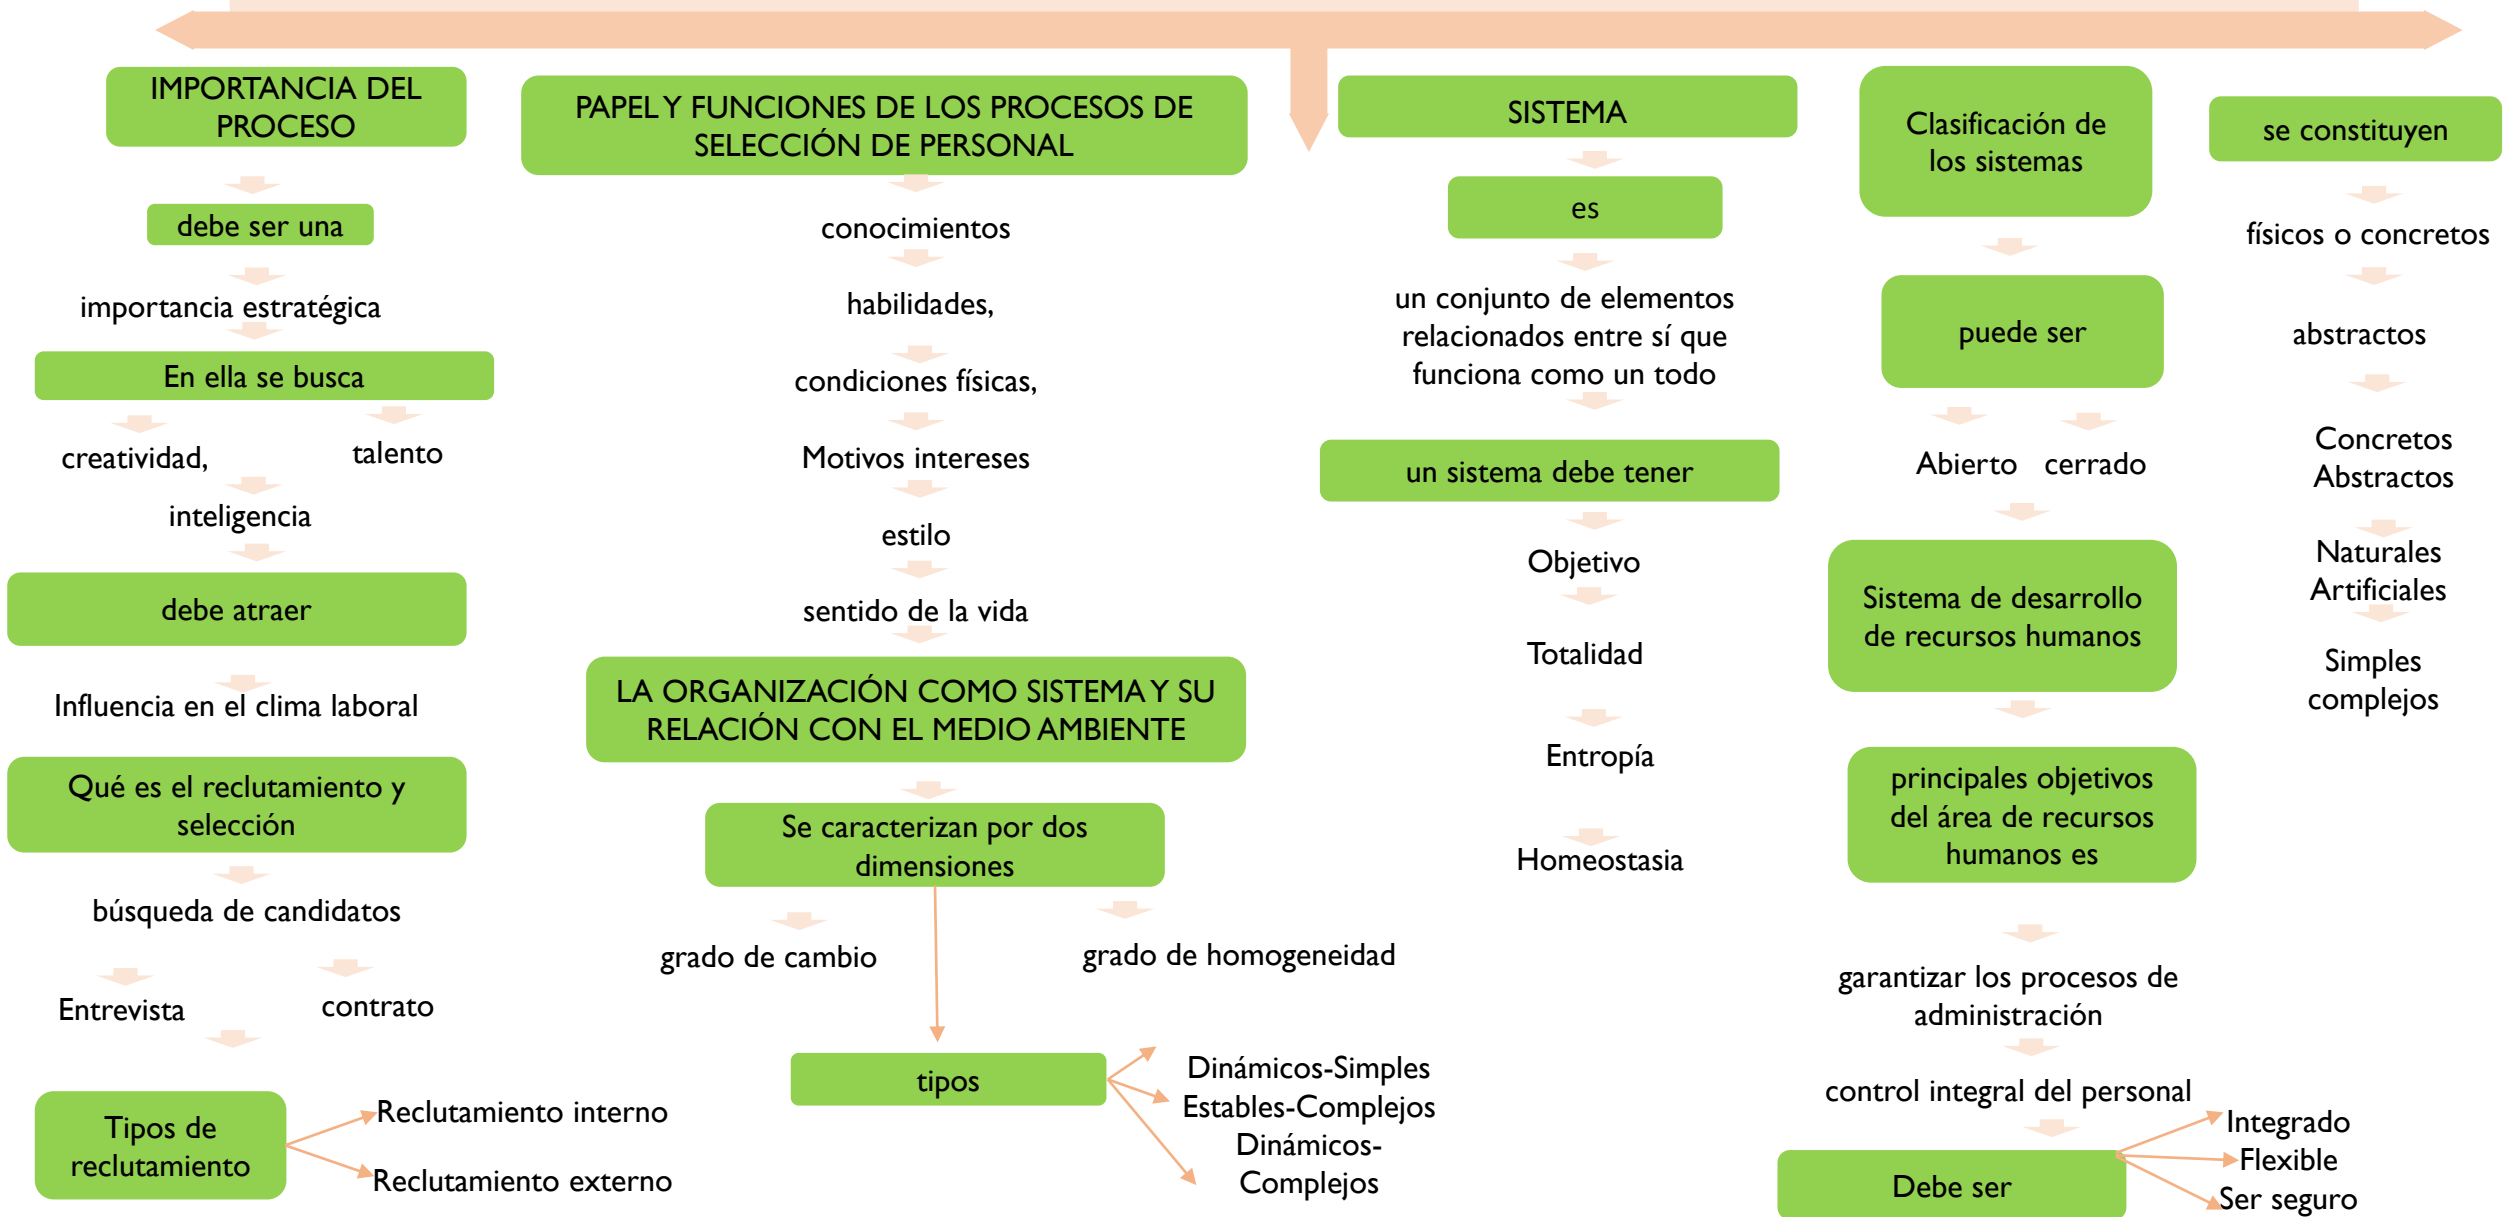 IMPORTANCIA DEL
PROCESO
debe ser una
importancia estratégica
En ella se busca
creatividad,
talento
inteligencia
debe atraer
Influencia en el clima laboral
Qué es el reclutamiento y
selección
búsqueda de candidatos
Entrevista
contrato
Tipos de
reclutamiento
Reclutamiento interno
Reclutamiento externo
PAPEL Y FUNCIONES DE LOS PROCESOS DE
SELECCIÓN DE PERSONAL
conocimientos
habilidades,
condiciones físicas,
Motivos intereses
estilo
sentido de la vida
LA ORGANIZACIÓN COMO SISTEMA Y SU
RELACIÓN CON EL MEDIO AMBIENTE
Se caracterizan por dos
dimensiones
grado de cambio
grado de homogeneidad
tipos
Dinámicos-Simples
Estables-Complejos
Dinámicos-
Complejos
SISTEMA
es
un conjunto de elementos
relacionados entre sí que
funciona como un todo
un sistema debe tener
Objetivo
Totalidad
Entropía
Homeostasia
Clasificación de
los sistemas
puede ser
Abierto
cerrado
Sistema de desarrollo
de recursos humanos
principales objetivos
del área de recursos
humanos es
garantizar los procesos de
administración
control integral del personal
Debe ser
Integrado
Flexible
Ser seguro
se constituyen
físicos o concretos
abstractos
Concretos
Abstractos
Naturales
Artificiales
Simples
complejos